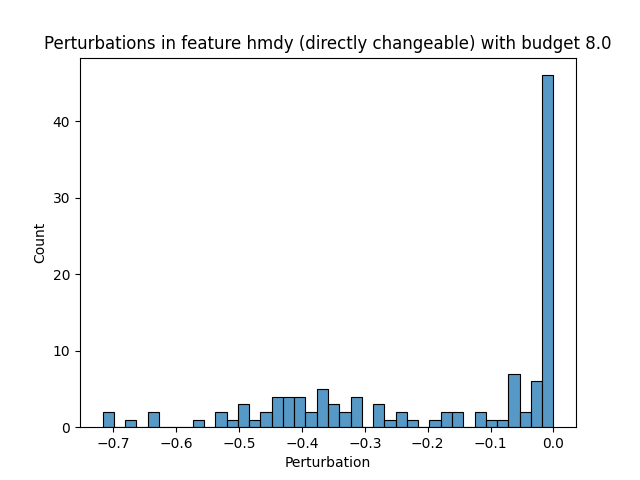 Perturbations in feature hmdy (directly changeable) with budget 8.0
Count
40
30
20
10
0
−0.7 −0.6 −0.5 −0.4 −0.3 −0.2 −0.1 0.0
Perturbation